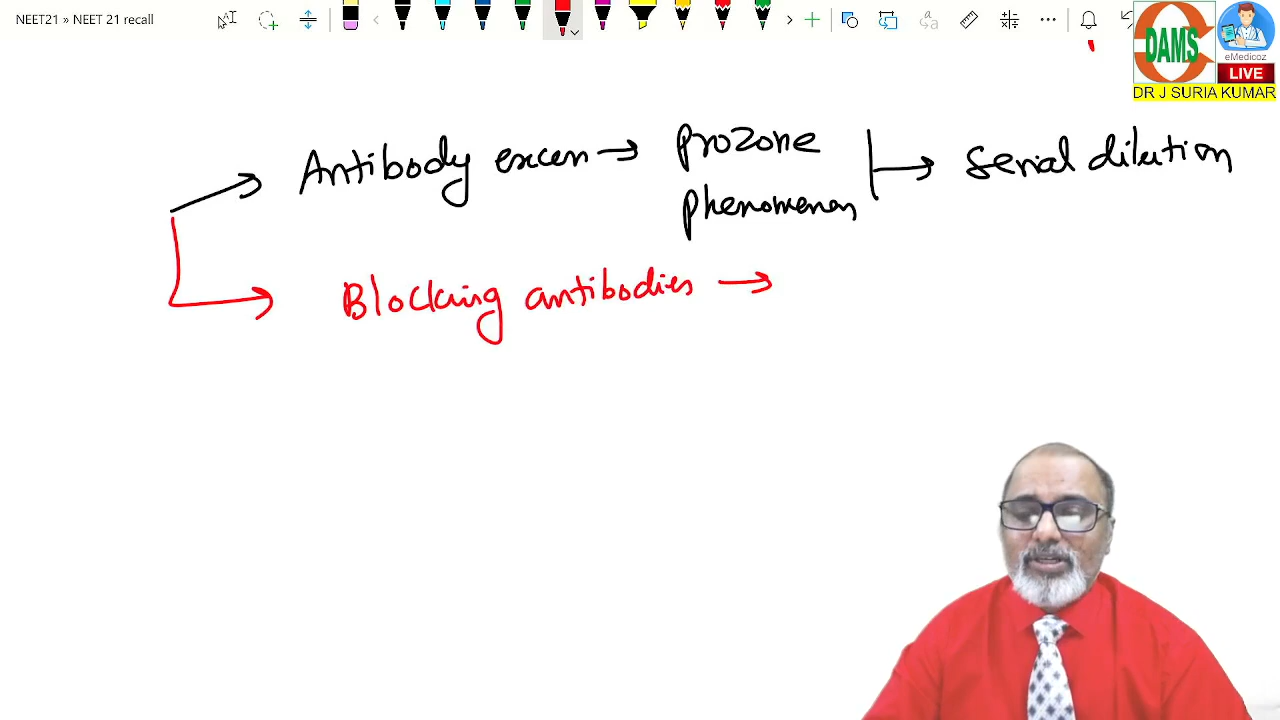 NEET21 » NEET 21 recall
DAMS
eMedicoz
LIVE
DR J SURIA KUMAR
Antibody excess → Prozone phenomenon → Serial dilution
Blocking antibodies →